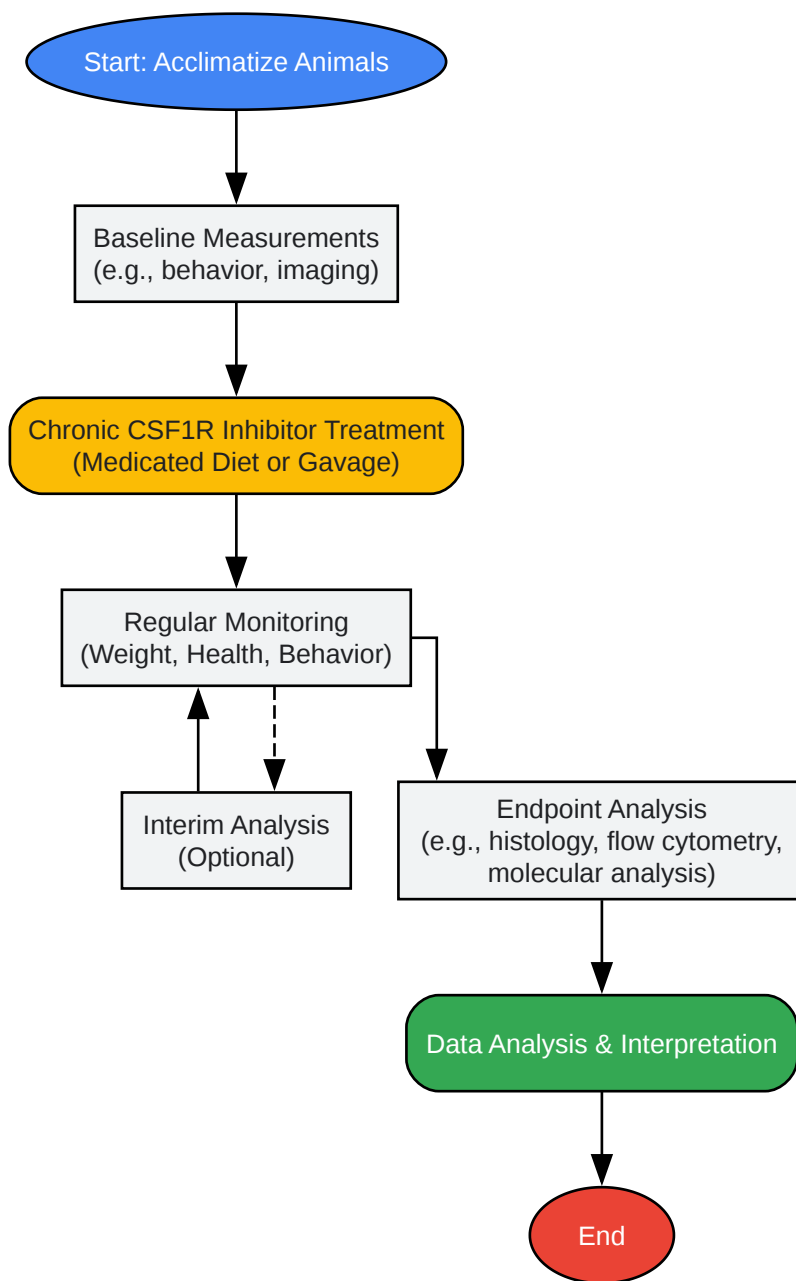 Start: Acclimatize Animals
Baseline Measurements
(e.g., behavior, imaging)
Chronic CSF1R Inhibitor Treatment
(Medicated Diet or Gavage)
Regular Monitoring
(Weight, Health, Behavior)
Interim Analysis
(Optional)
Endpoint Analysis
(e.g., histology, flow cytometry,
molecular analysis)
Data Analysis & Interpretation
End